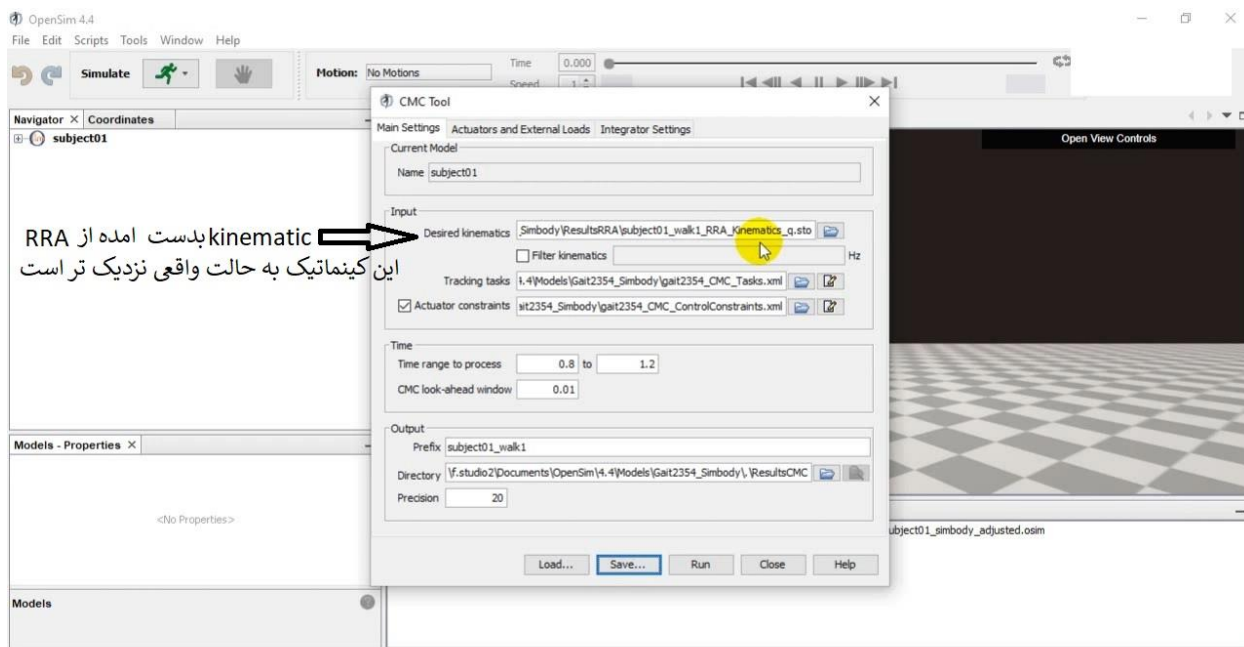 OpenSim 4.4
File Edit Scripts Tools Window Help
Simulate
Motion: No Motions
Time 0.000
Speed 1
Navigator Coordinates
subject01
Open View Controls
CMC Tool
Main Settings Actuators and External Loads Integrator Settings
Current Model
Name subject01
Input
Desired kinematics _Simbody\ResultsRRA\subject01_walk1_RRA_Kinematics_q.sto
Filter kinematics Hz
Tracking tasks 4\Models\Gait2354_Simbody\gait2354_CMC_Tasks.xml
Actuator constraints ait2354_Simbody\gait2354_CMC_ControlConstraints.xml
kinematic بدست امده از RRA
این کینماتیک به حالت واقعی نزدیک تر است
Time
Time range to process 0.8 to 1.2
CMC look-ahead window 0.01
Output
Prefix subject01_walk1
Directory \f.studio2\Documents\OpenSim\4.4\Models\Gait2354_Simbody\.\ResultsCMC
Precision 20
Load... Save... Run Close Help
Models - Properties
<No Properties>
Models
ubject01_simbody_adjusted.osim